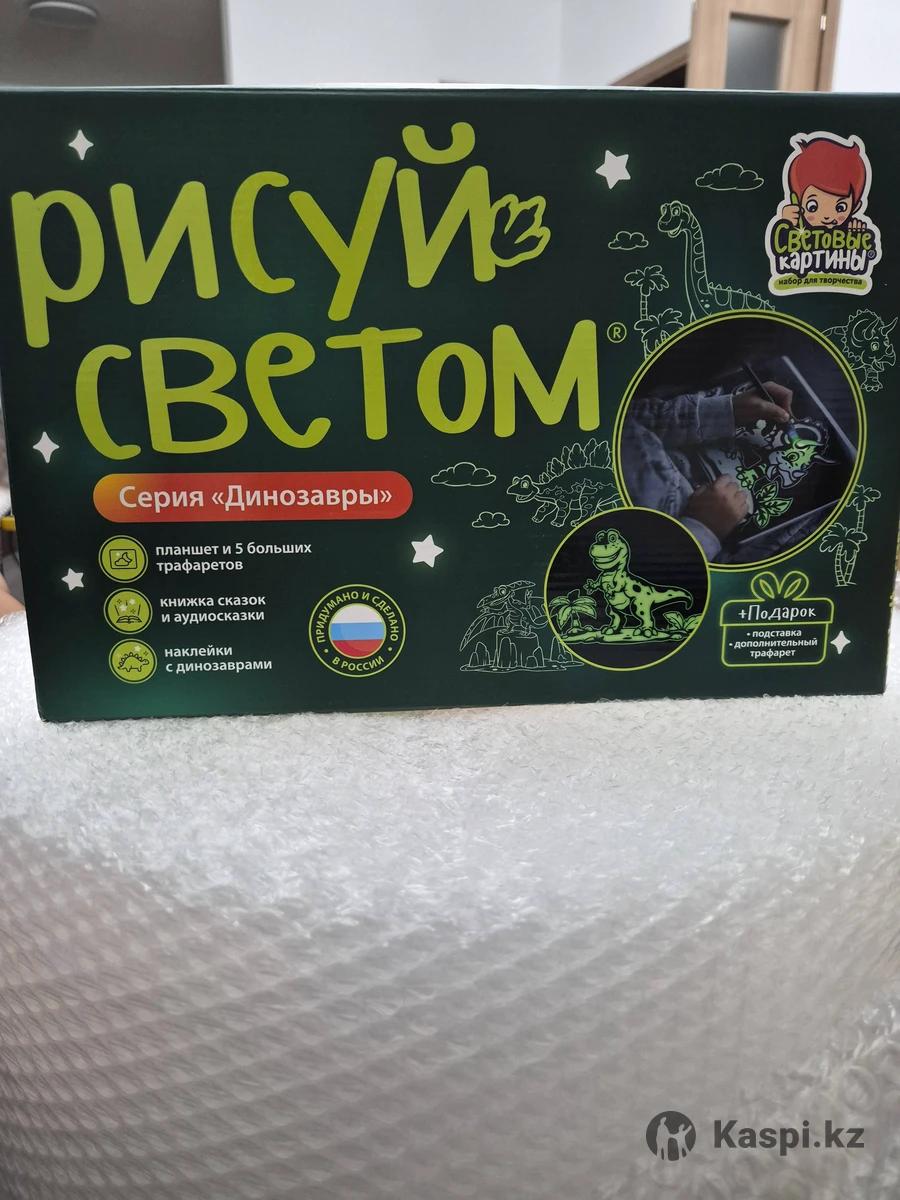 Рисуй
светом®
Световые
картины®
набор для творчества
Серия «Динозавры»
планшет и 5 больших
трафаретов
книжка сказок
и аудиосказки
наклейки
с динозаврами
ПРИДУМАНО И СДЕЛАНО
• В РОССИИ •
+Подарок
• подставка
• дополнительный
трафарет
Kaspi.kz